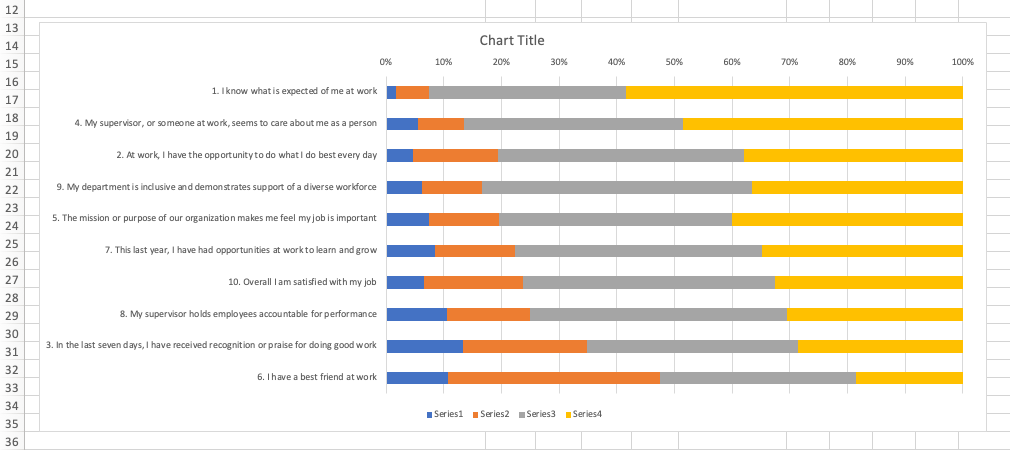 12
13
14
15
16
17
18
19
20
21
22
23
24
25
26
27
28
29
30
31
32
33
34
35
36
Chart Title
0% 10% 20% 30% 40% 50% 60% 70% 80% 90% 100%
1. I know what is expected of me at work
4. My supervisor, or someone at work, seems to care about me as a person
2. At work, I have the opportunity to do what I do best every day
9. My department is inclusive and demonstrates support of a diverse workforce
5. The mission or purpose of our organization makes me feel my job is important
7. This last year, I have had opportunities at work to learn and grow
10. Overall I am satisfied with my job
8. My supervisor holds employees accountable for performance
3. In the last seven days, I have received recognition or praise for doing good work
6. I have a best friend at work
Series1 Series2 Series3 Series4